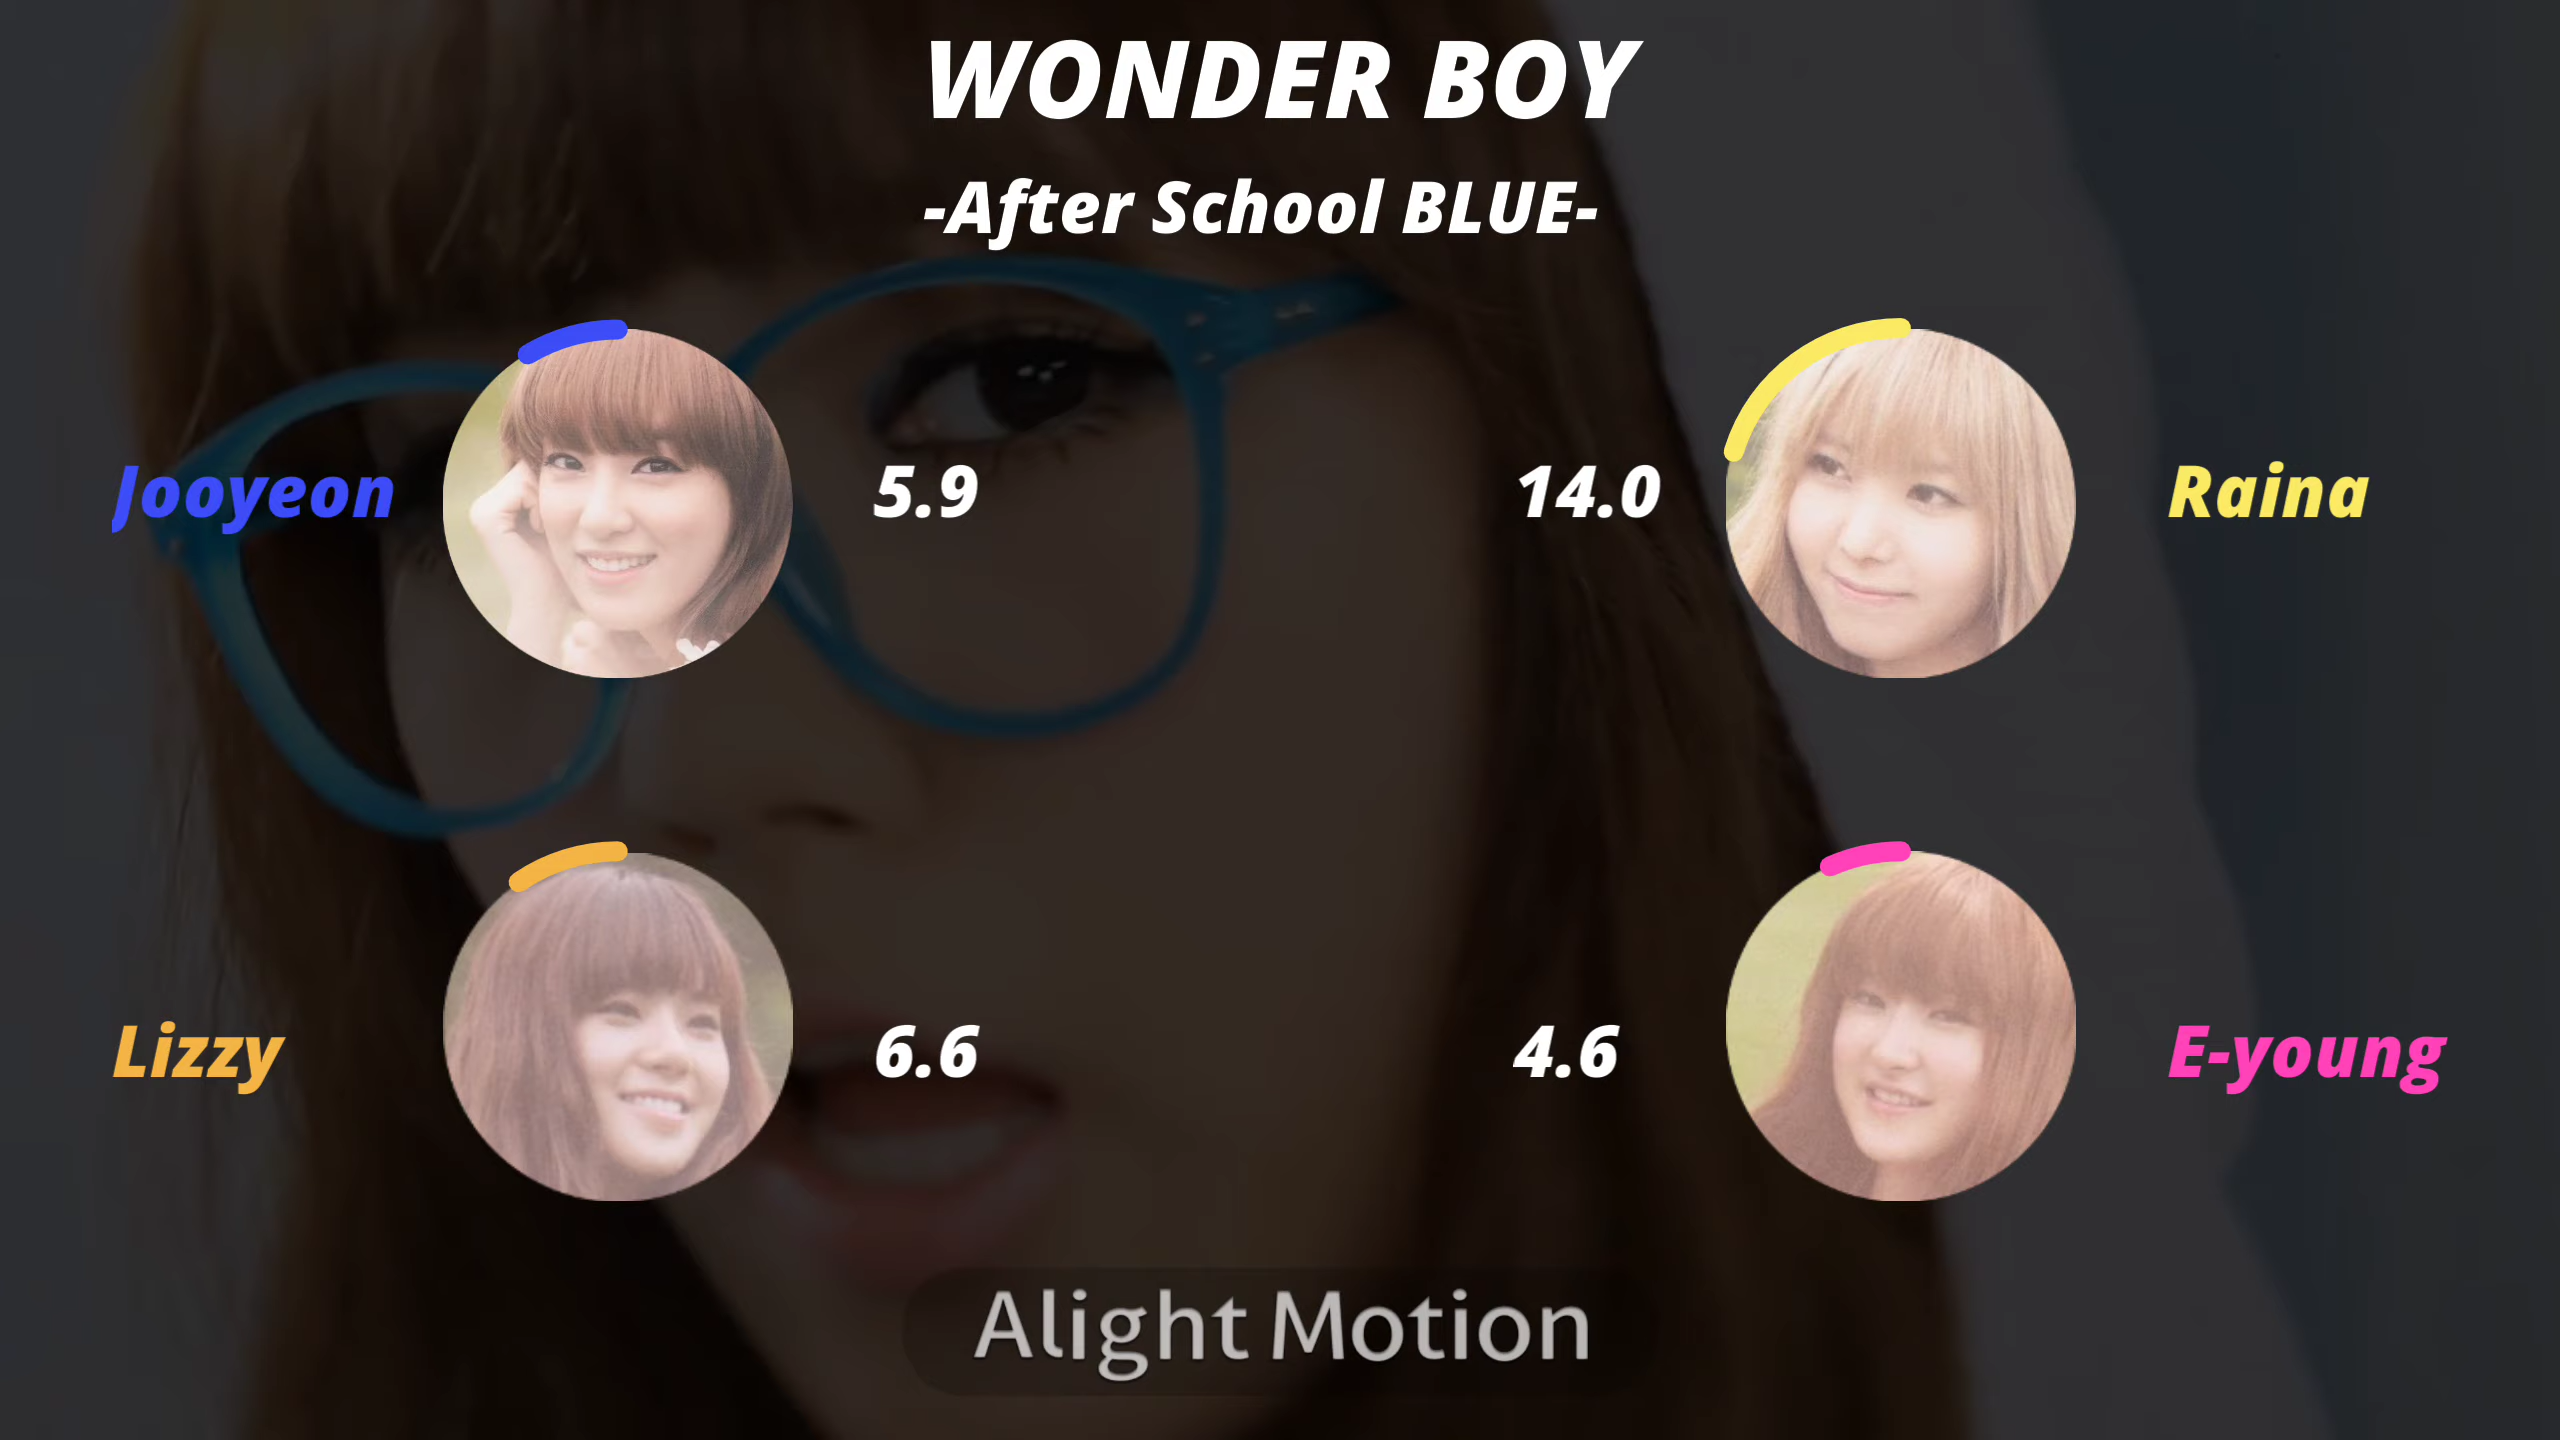 WONDER BOY
-After School BLUE-
Jooyeon
5.9
14.0
Raina
Lizzy
6.6
4.6
E-young
Alight Motion